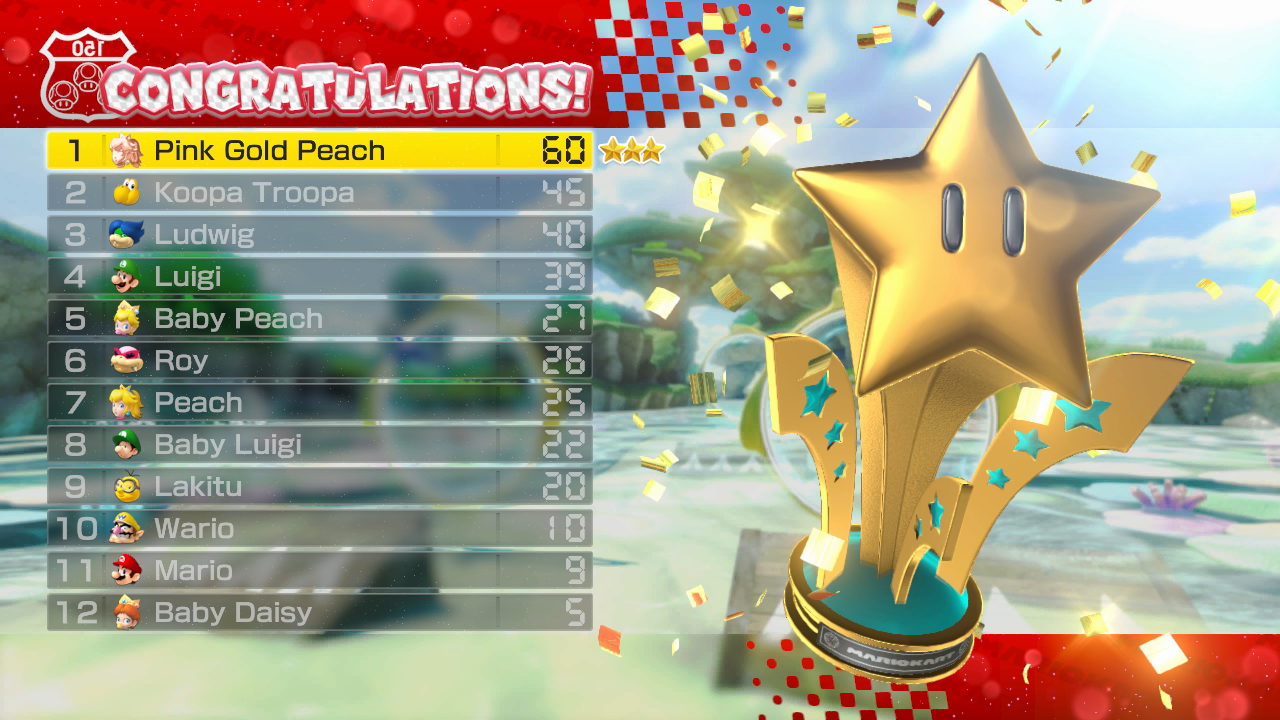 150
CONGRATULATIONS!
1 Pink Gold Peach 60
2 Koopa Troopa 45
3 Ludwig 40
4 Luigi 39
5 Baby Peach 27
6 Roy 26
7 Peach 25
8 Baby Luigi 22
9 Lakitu 20
10 Wario 10
11 Mario 9
12 Baby Daisy 5
MARIOKART